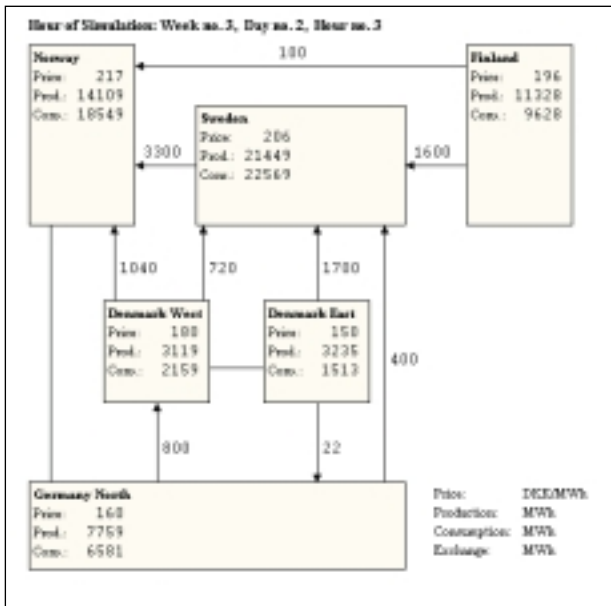 Hour of Simulation: Week no. 3, Day no. 2, Hour no. 3
Norway
Price: 217
Prod.: 14109
Cons.: 18549
100
Finland
Price: 196
Prod.: 11328
Cons.: 9628
Sweden
Price: 206
Prod.: 21449
Cons.: 22569
3300
1600
1040
720
1700
Denmark West
Price: 180
Prod.: 3119
Cons.: 2159
Denmark East
Price: 150
Prod.: 3235
Cons.: 1513
400
800
22
Germany North
Price: 160
Prod.: 7759
Cons.: 6581
Price: DKK/MWh
Production: MWh
Consumption: MWh
Exchange: MWh